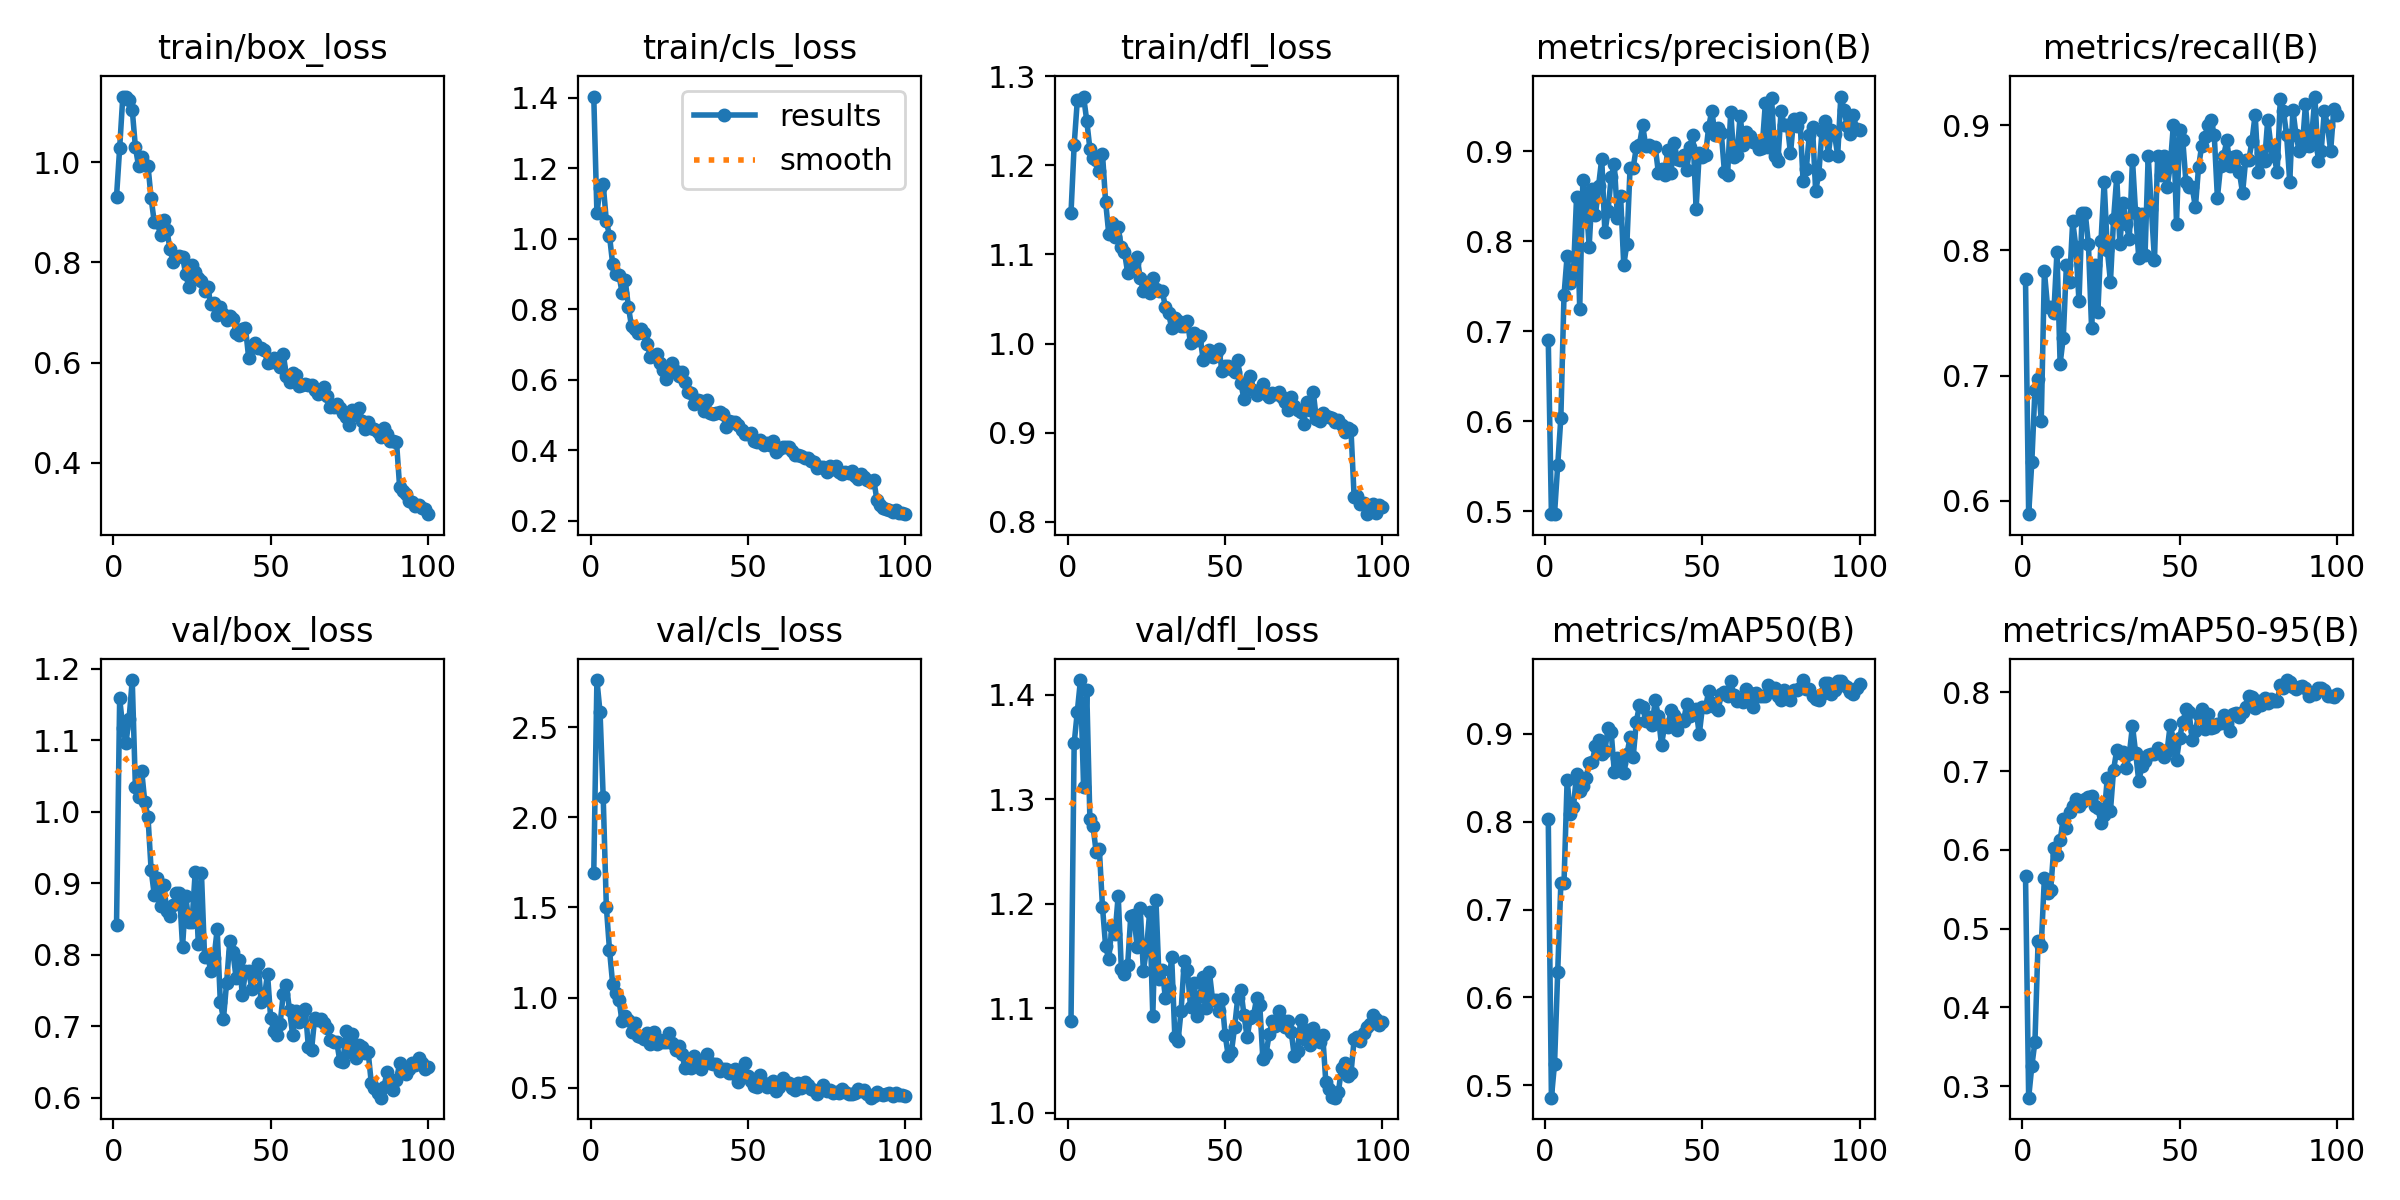 train/box_loss
1.0
0.8
0.6
0.4
0 50 100
train/cls_loss
results
smooth
1.4
1.2
1.0
0.8
0.6
0.4
0.2
0 50 100
train/dfl_loss
1.3
1.2
1.1
1.0
0.9
0.8
0 50 100
metrics/precision(B)
0.9
0.8
0.7
0.6
0.5
0 50 100
metrics/recall(B)
0.9
0.8
0.7
0.6
0 50 100
val/box_loss
1.2
1.1
1.0
0.9
0.8
0.7
0.6
0 50 100
val/cls_loss
2.5
2.0
1.5
1.0
0.5
0 50 100
val/dfl_loss
1.4
1.3
1.2
1.1
1.0
0 50 100
metrics/mAP50(B)
0.9
0.8
0.7
0.6
0.5
0 50 100
metrics/mAP50-95(B)
0.8
0.7
0.6
0.5
0.4
0.3
0 50 100